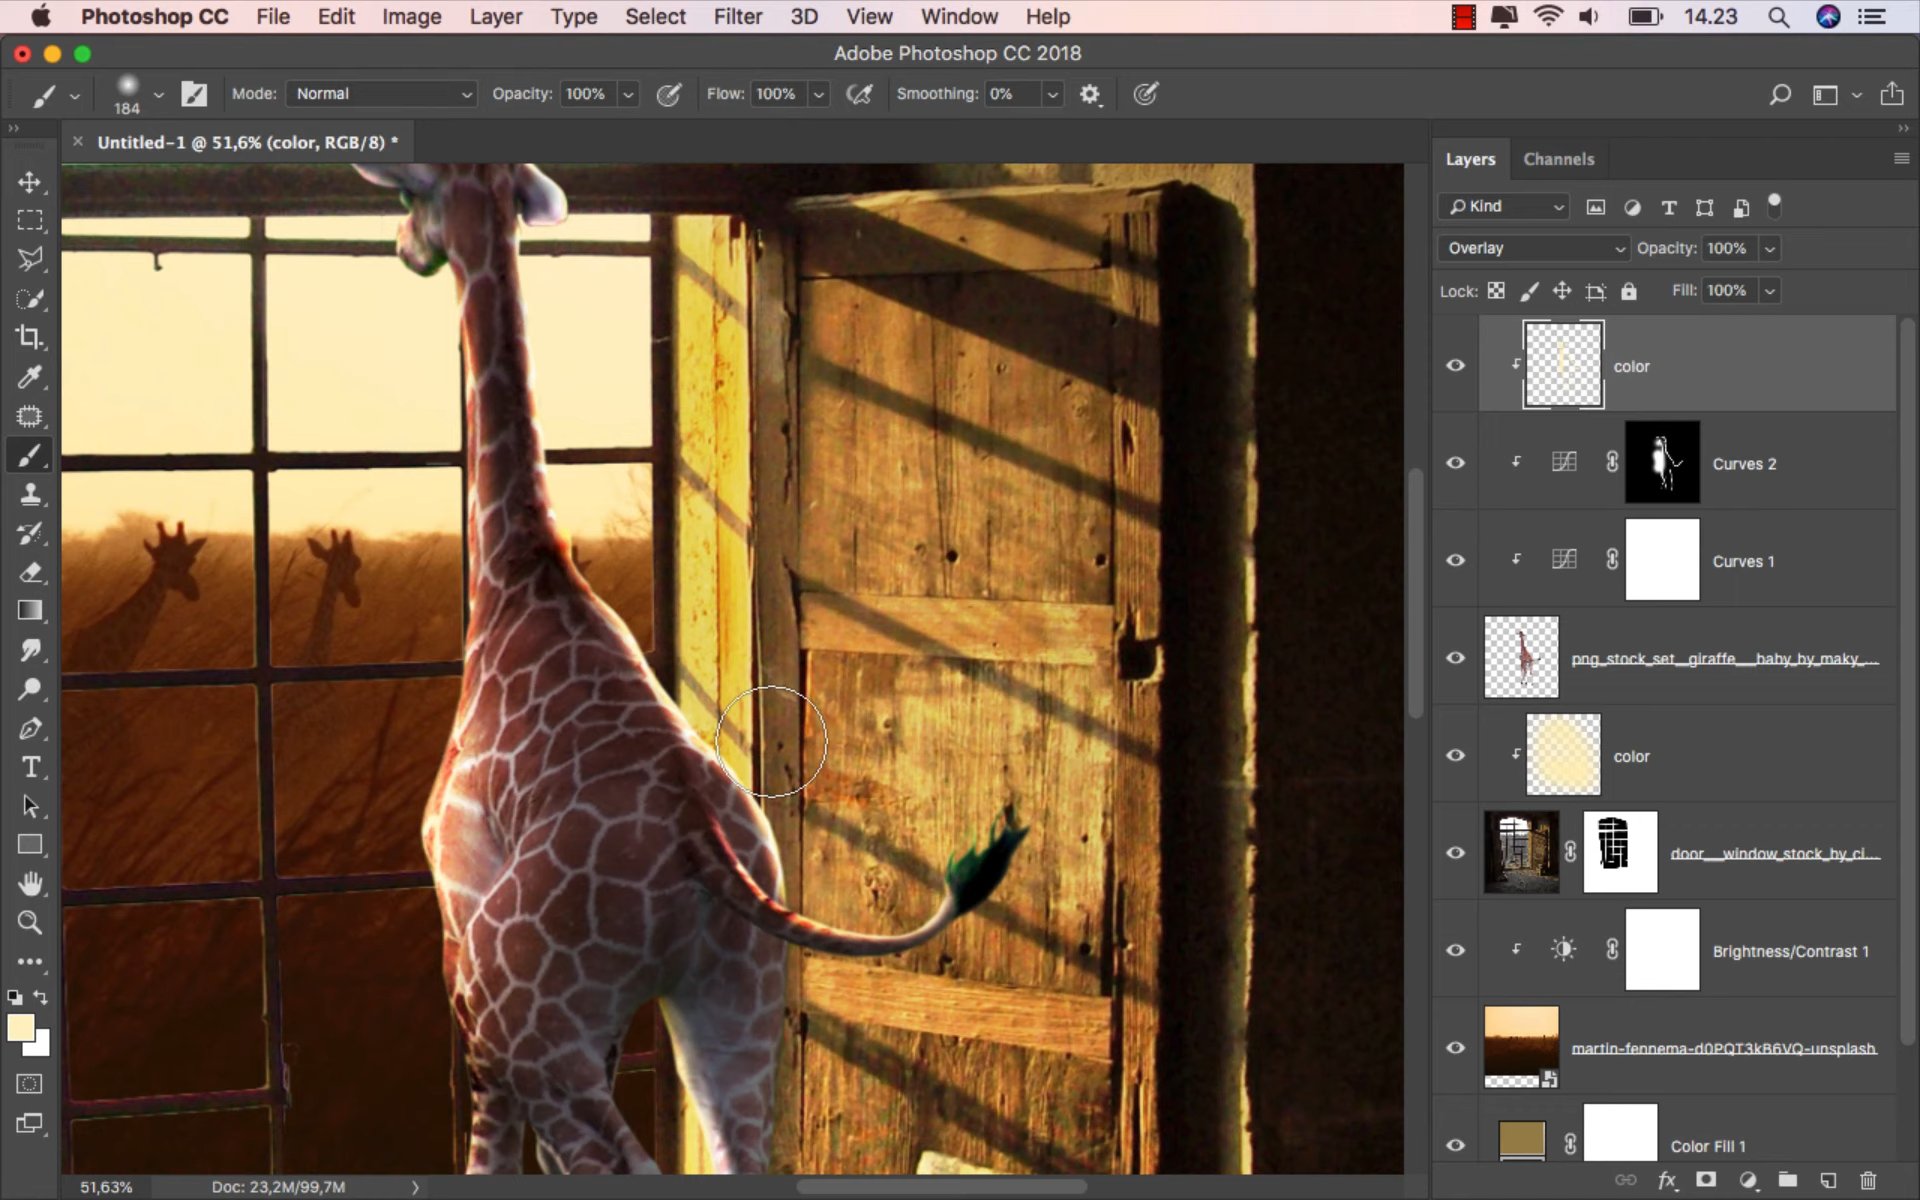 Photoshop CC File Edit Image Layer Type Select Filter 3D View Window Help 14.23
Adobe Photoshop CC 2018
184 Mode: Normal Opacity: 100% Flow: 100% Smoothing: 0%
Untitled-1 @ 51,6% (color, RGB/8) *
Layers Channels
Kind
Overlay Opacity: 100%
Lock: Fill: 100%
color
Curves 2
Curves 1
png_stock_set__giraffe___baby_by_maky_...
color
door__window_stock_by_ci...
Brightness/Contrast 1
martin-fennema-d0PQT3kB6VQ-unsplash
Color Fill 1
51,63% Doc: 23,2M/99,7M
fx